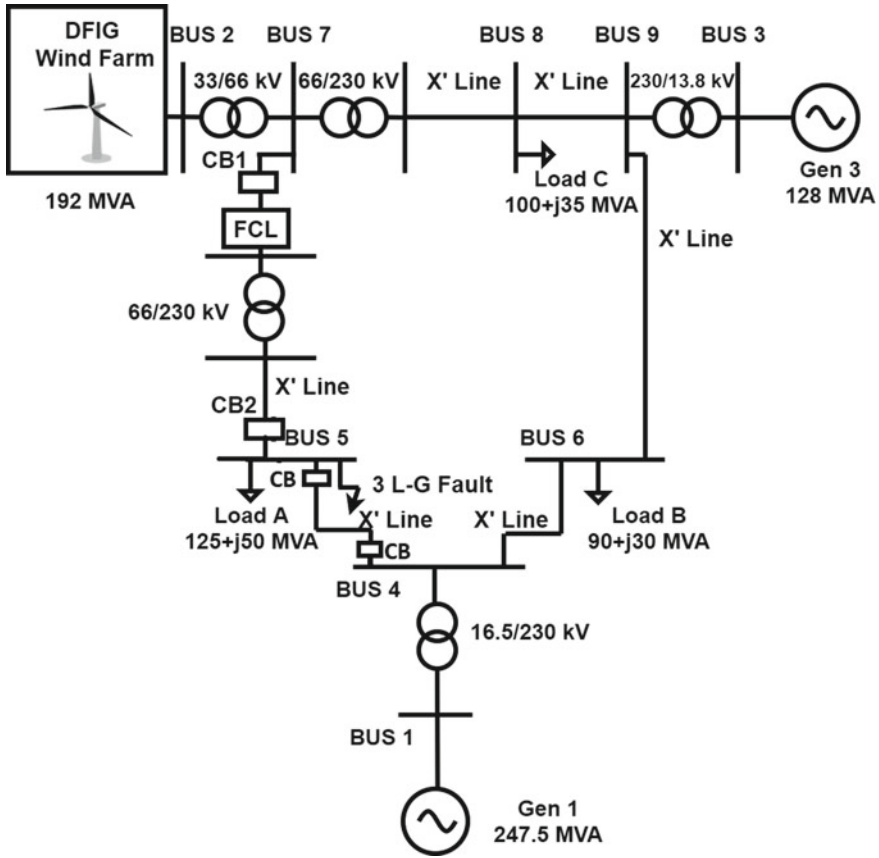 DFIG
Wind Farm
192 MVA
BUS 2
33/66 kV
BUS 7
66/230 kV
X' Line
BUS 8
X' Line
BUS 9
230/13.8 kV
BUS 3
Gen 3
128 MVA
CB1
FCL
Load C
100+j35 MVA
X' Line
66/230 kV
X' Line
CB2
BUS 5
BUS 6
CB
3 L-G Fault
Load A
125+j50 MVA
X' Line
X' Line
Load B
90+j30 MVA
CB
BUS 4
16.5/230 kV
BUS 1
Gen 1
247.5 MVA